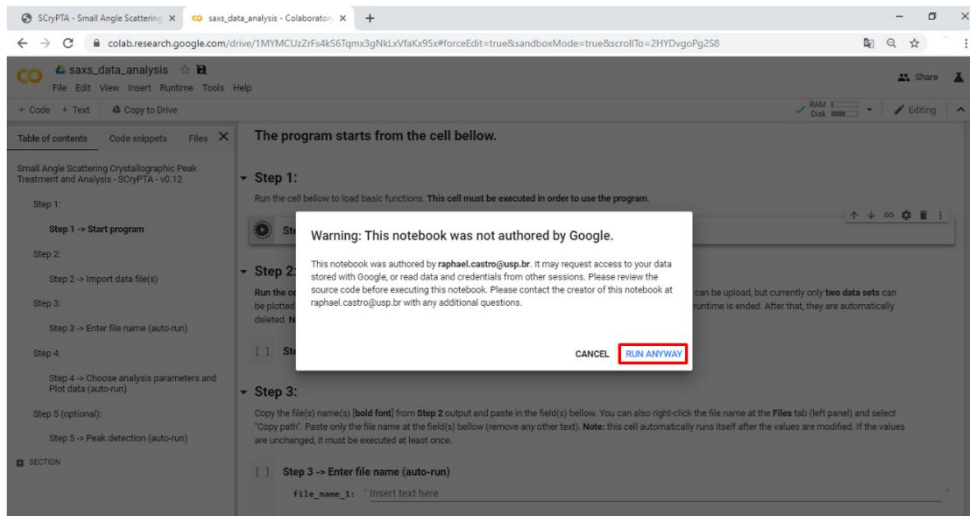 SCryPTA - Small Angle Scattering
saxs_data_analysis - Colaboratory
colab.research.google.com/drive/1MYMCUzZrFs4kS6Tqmx3gNkLxVfaKx95x#forceEdit=true&sandboxMode=true&scrollTo=2HYDvgoPg2S8
saxs_data_analysis
File Edit View Insert Runtime Tools Help
Share
+ Code + Text Copy to Drive
RAM
Disk
Editing
Table of contents Code snippets Files
Small Angle Scattering Crystallographic Peak
Treatment and Analysis - SCryPTA - v0.12
Step 1:
Step 1 -> Start program
Step 2:
Step 2 -> Import data file(s)
Step 3:
Step 3 -> Enter file name (auto-run)
Step 4:
Step 4 -> Choose analysis parameters and
Plot data (auto-run)
Step 5 (optional):
Step 5 -> Peak detection (auto-run)
SECTION
The program starts from the cell bellow.
Step 1:
Run the cell bellow to load basic functions. This cell must be executed in order to use the program.
Warning: This notebook was not authored by Google.
This notebook was authored by raphael.castro@usp.br. It may request access to your data
stored with Google, or read data and credentials from other sessions. Please review the
source code before executing this notebook. Please contact the creator of this notebook at
raphael.castro@usp.br with any additional questions.
CANCEL RUN ANYWAY
Step 2:
Run the
can be upload, but currently only two data sets can
be plotted
runtime is ended. After that, they are automatically
deleted.
[ ]
Step 3:
Copy the file(s) name(s) [bold font] from Step 2 output and paste in the field(s) bellow. You can also right-click the file name at the Files tab (left panel) and select
"Copy path". Paste only the file name at the field(s) bellow (remove any other text). Note: this cell automatically runs itself after the values are modified. If the values
are unchanged, it must be executed at least once.
[ ] Step 3 -> Enter file name (auto-run)
file_name_1: " Insert text here "